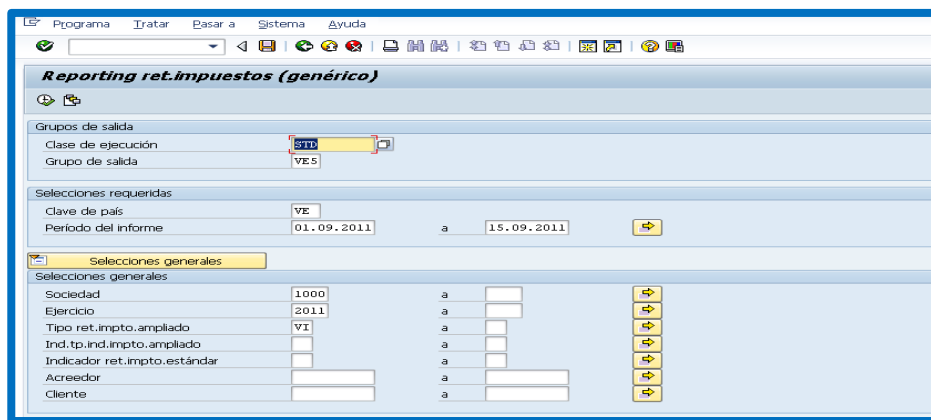 Programa Tratar Pasar a Sistema Ayuda
Reporting ret.impuestos (genérico)
Grupos de salida
Clase de ejecución STD
Grupo de salida VE5
Selecciones requeridas
Clave de país VE
Período del informe 01.09.2011 a 15.09.2011
Selecciones generales
Selecciones generales
Sociedad 1000 a
Ejercicio 2011 a
Tipo ret.impto.ampliado VI a
Ind.tp.ind.impto.ampliado a
Indicador ret.impto.estándar a
Acreedor a
Cliente a